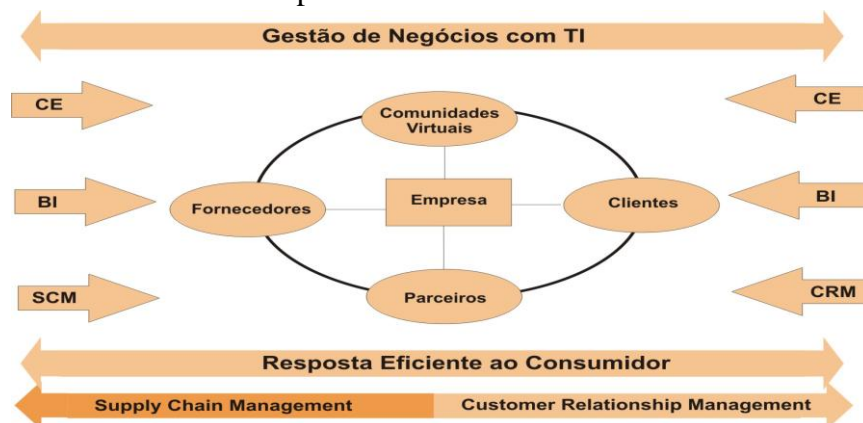 Gestão de Negócios com TI
CE
CE
Comunidades
Virtuais
BI
Fornecedores
Empresa
Clientes
BI
SCM
Parceiros
CRM
Resposta Eficiente ao Consumidor
Supply Chain Management
Customer Relationship Management